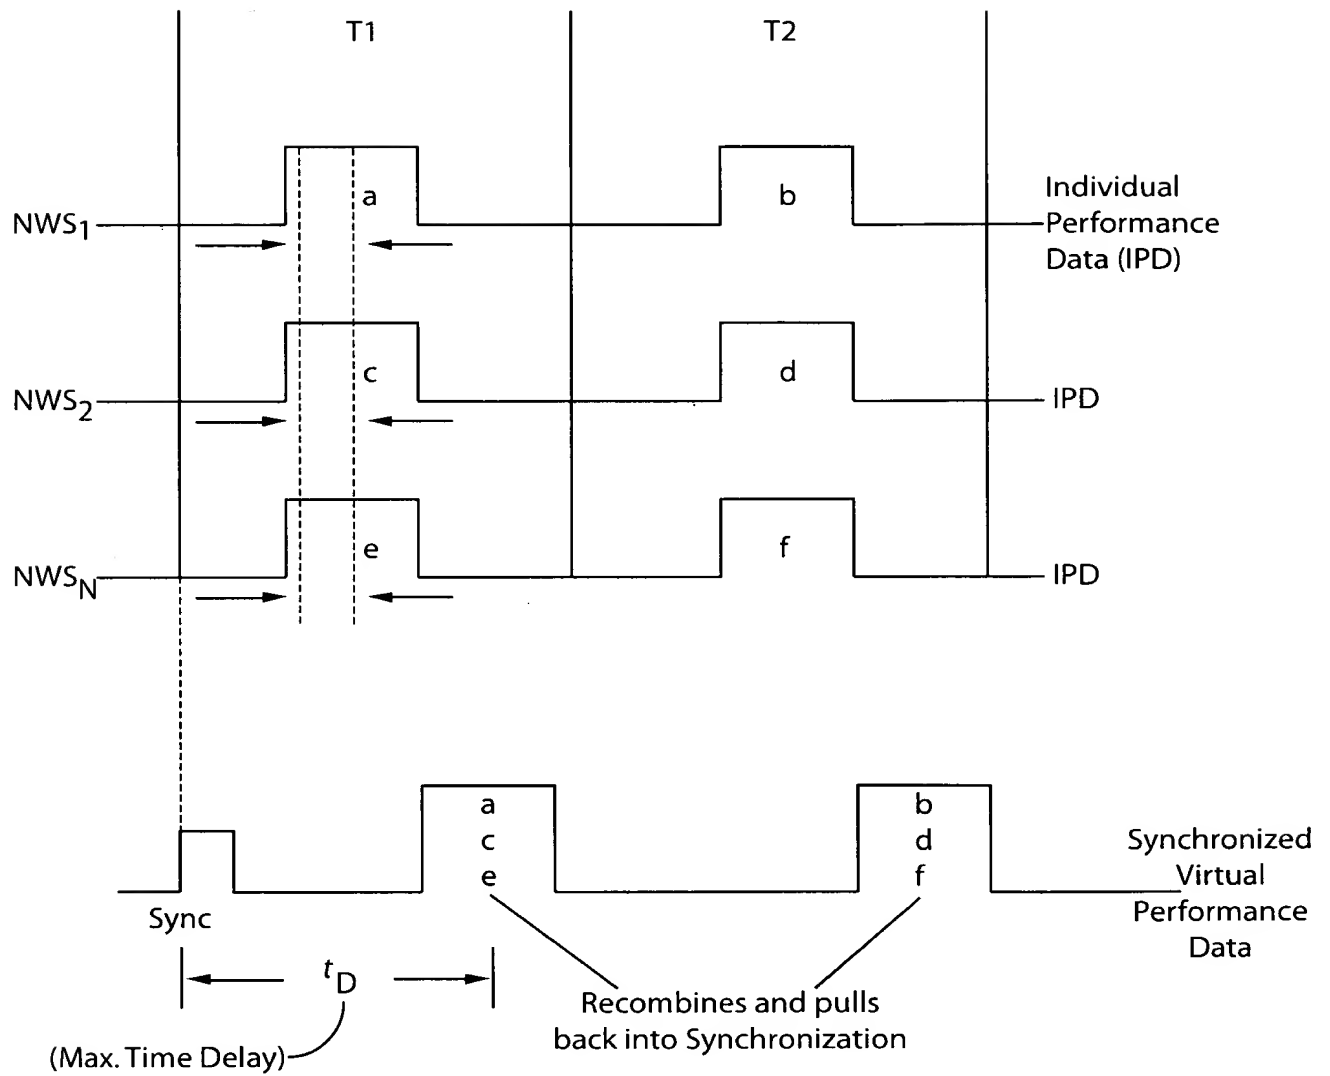 T1
T2
NWS1
a
b
Individual
Performance
Data (IPD)
NWS2
c
d
IPD
NWSN
e
f
IPD
a
c
e
b
d
f
Synchronized
Virtual
Performance
Data
Sync
tD
(Max. Time Delay)
Recombines and pulls
back into Synchronization